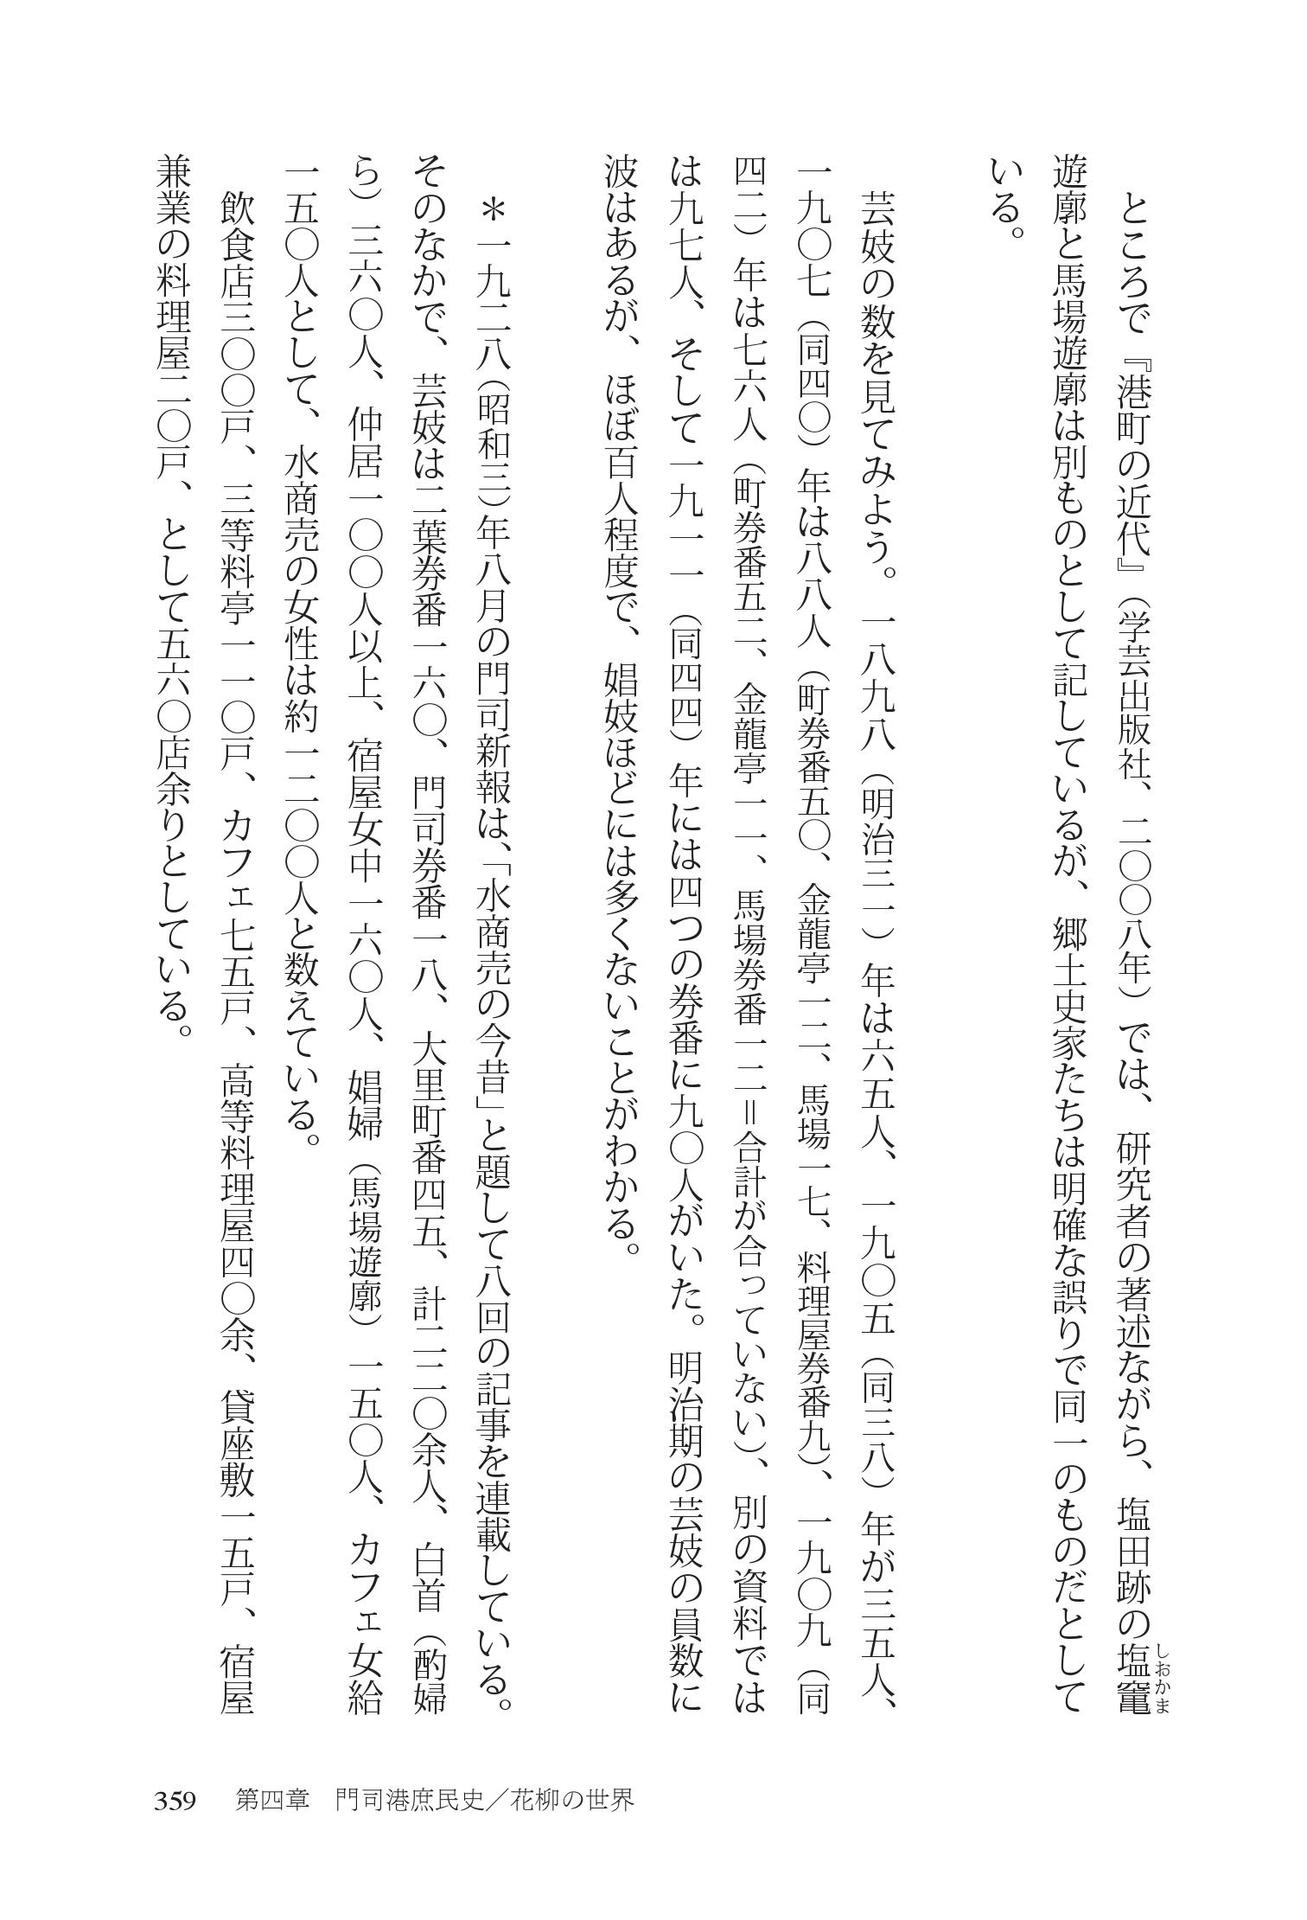 ところで『港町の近代』（学芸出版社、二〇〇八年）では、研究者の著述ながら、塩田跡の塩竃
しおかま
遊廓と馬場遊廓は別ものとして記しているが、郷土史家たちは明確な誤りで同一のものだとして
いる。
芸妓の数を見てみよう。一八九八（明治三一）年は六五人、一九〇五（同三八）年が三五人、
一九〇七（同四〇）年は八八人（町券番五〇、金龍亭一二、馬場一七、料理屋券番九）、一九〇九（同
四二）年は七六人（町券番五二、金龍亭一一、馬場券番一二＝合計が合っていない）、別の資料では
は九七人、そして一九一一（同四四）年には四つの券番に九〇人がいた。明治期の芸妓の員数に
波はあるが、ほぼ百人程度で、娼妓ほどには多くないことがわかる。
＊一九二八（昭和三）年八月の門司新報は、「水商売の今昔」と題して八回の記事を連載している。
そのなかで、芸妓は二葉券番一六〇、門司券番一八、大里町番四五、計二二〇余人、白首（酌婦
ら）三六〇人、仲居一〇〇人以上、宿屋女中一六〇人、娼婦（馬場遊廓）一五〇人、カフェ女給
一五〇人として、水商売の女性は約一二〇〇人と数えている。
飲食店三〇〇戸、三等料亭一一〇戸、カフェ七五戸、高等料理屋四〇余、貸座敷一五戸、宿屋
兼業の料理屋二〇戸、として五六〇店余りとしている。
359 第四章 門司港庶民史／花柳の世界